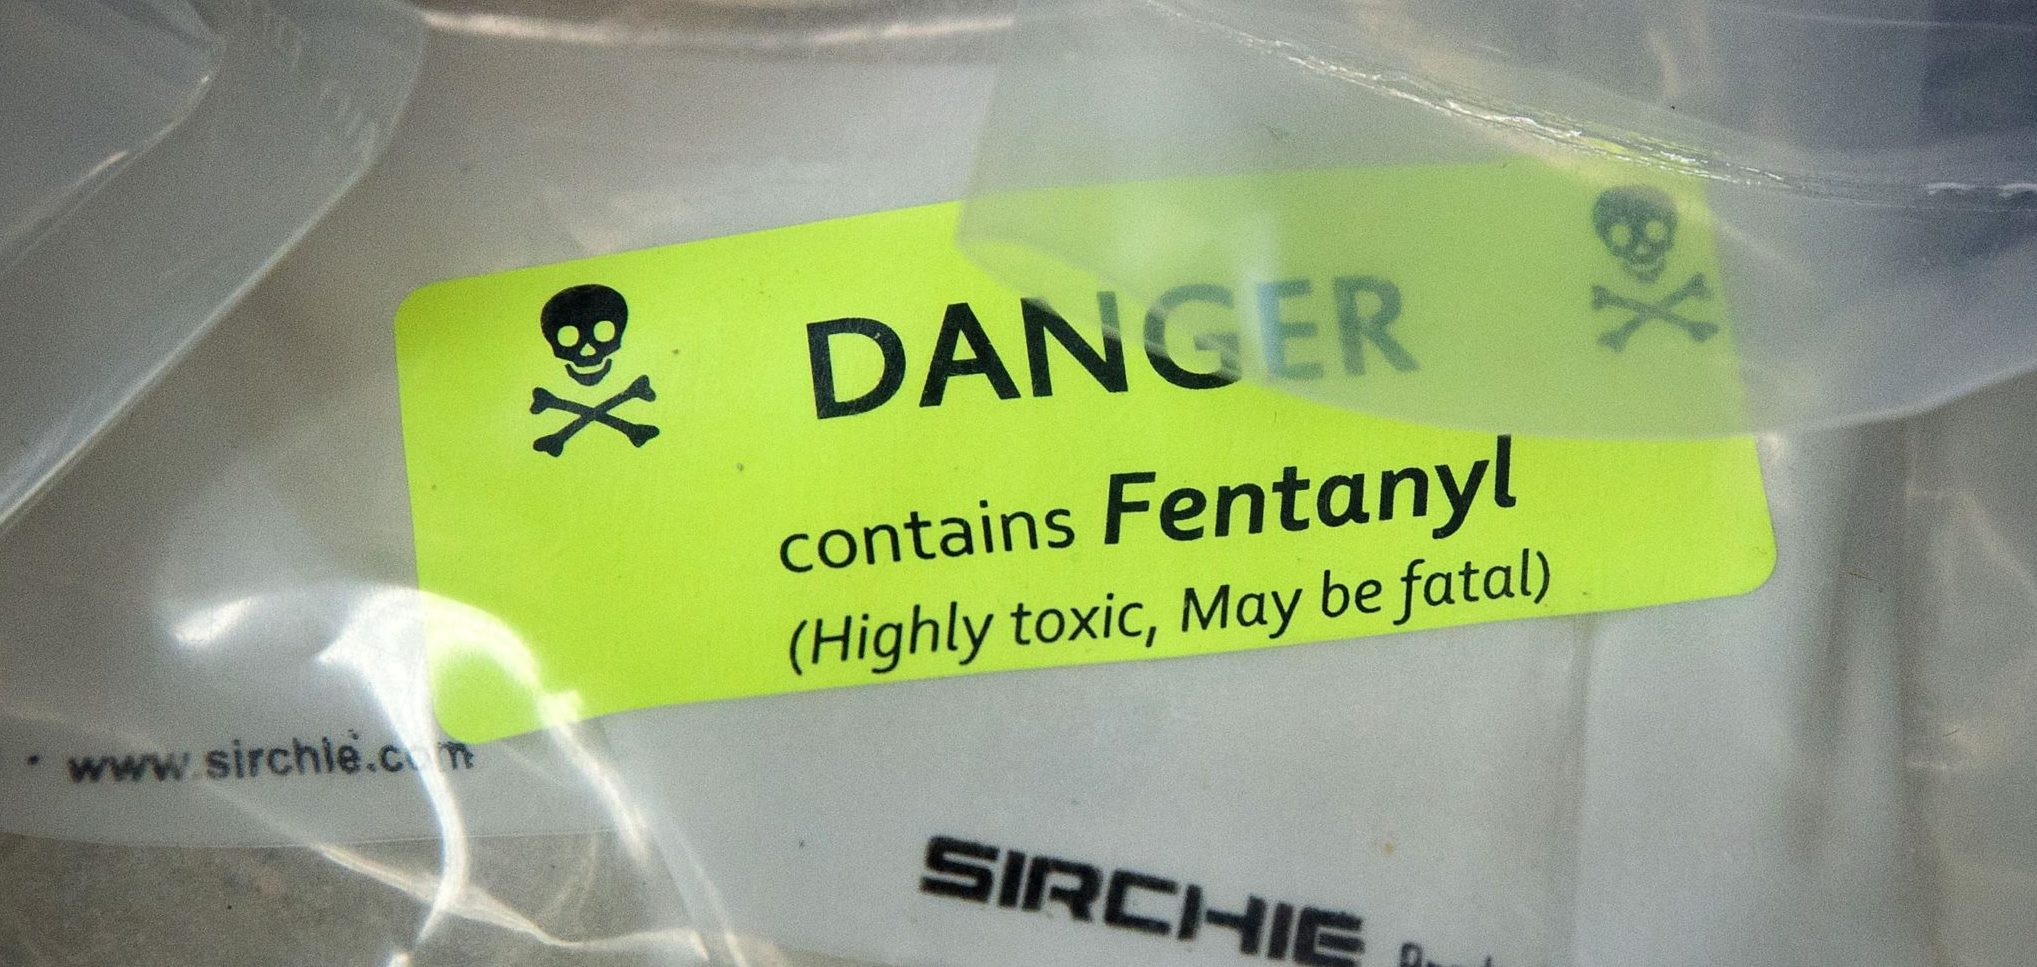 DANGER
contains Fentanyl
(Highly toxic, May be fatal)
www.sirchie.com
SIRCHIE